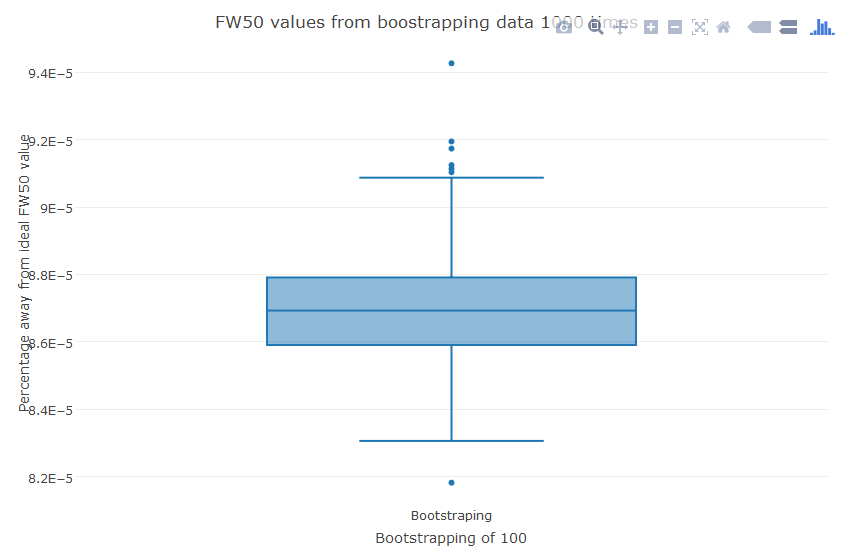 FW50 values from boostrapping data 1000 times
9.4E−5
9.2E−5
9E−5
8.8E−5
8.6E−5
8.4E−5
8.2E−5
Percentage away from ideal FW50 value
Bootstraping
Bootstrapping of 100